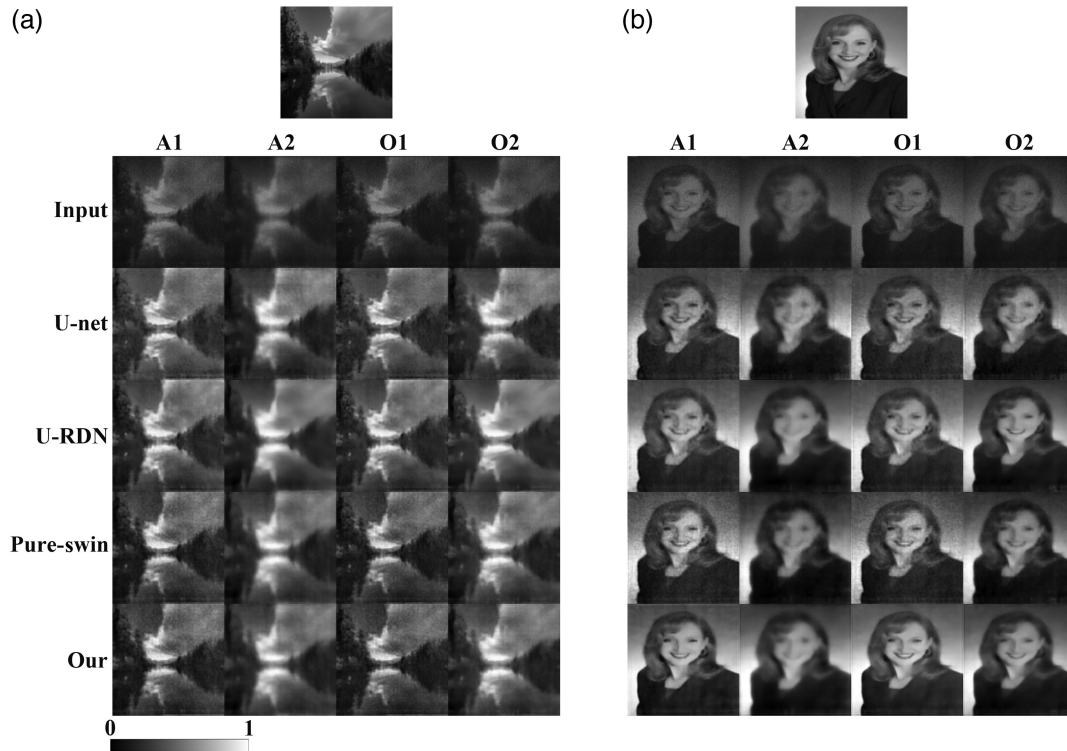 (a)
(b)
A1 A2 O1 O2
A1 A2 O1 O2
Input
U-net
U-RDN
Pure-swin
Our
0 1